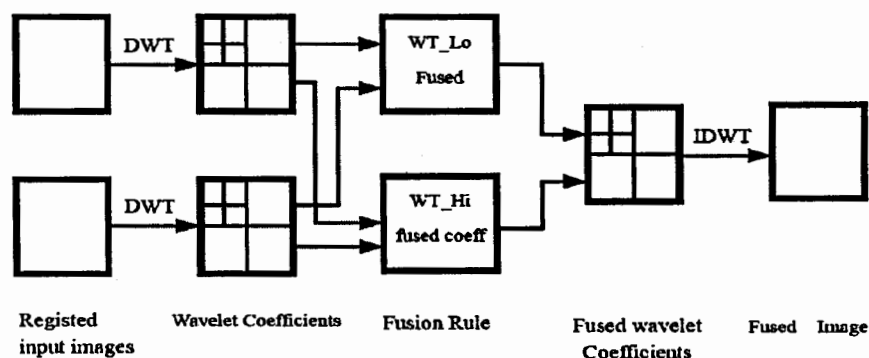 DWT
WT_Lo
Fused
IDWT
DWT
WT_Hi
fused coeff
Registed
input images
Wavelet Coefficients
Fusion Rule
Fused wavelet
Coefficients
Fused Image